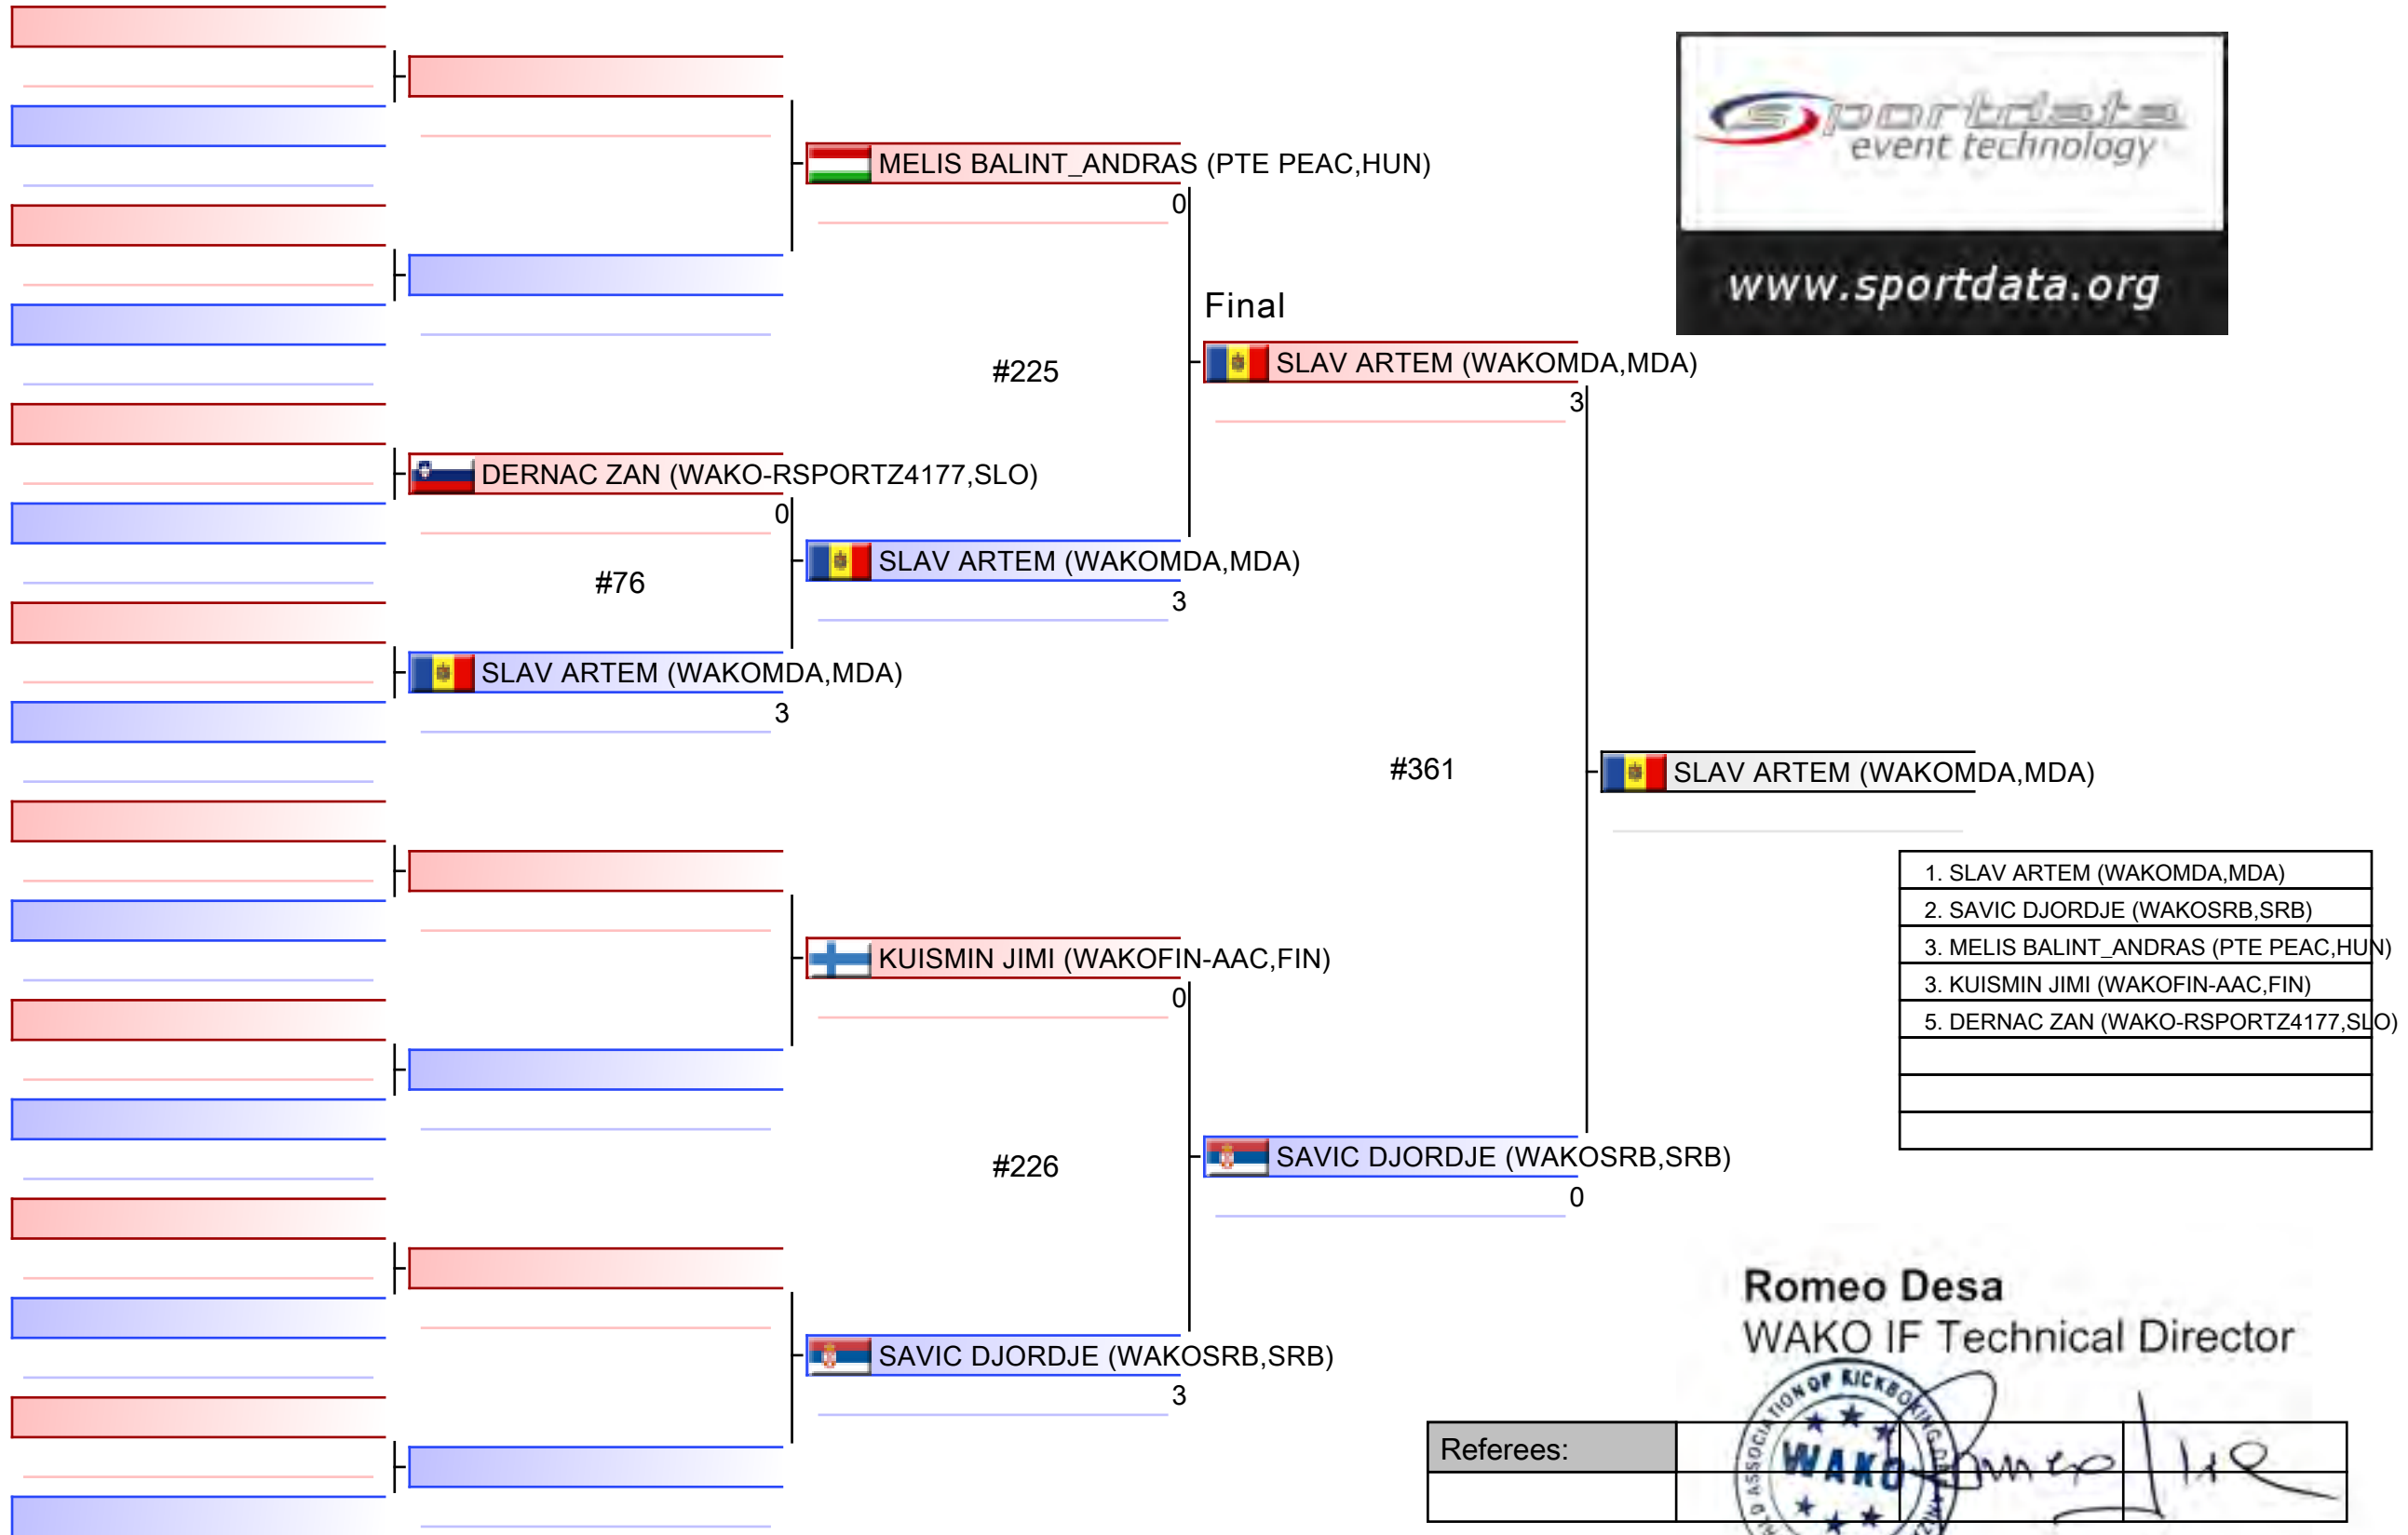 sportdata
event technology
www.sportdata.org
MELIS BALINT_ANDRAS (PTE PEAC,HUN)
0
Final
#225
SLAV ARTEM (WAKOMDA,MDA)
3
DERNAC ZAN (WAKO-RSPORTZ4177,SLO)
0
#76
SLAV ARTEM (WAKOMDA,MDA)
3
SLAV ARTEM (WAKOMDA,MDA)
3
#361
SLAV ARTEM (WAKOMDA,MDA)
1. SLAV ARTEM (WAKOMDA,MDA)
2. SAVIC DJORDJE (WAKOSRB,SRB)
3. MELIS BALINT_ANDRAS (PTE PEAC,HUN)
3. KUISMIN JIMI (WAKOFIN-AAC,FIN)
5. DERNAC ZAN (WAKO-RSPORTZ4177,SLO)
KUISMIN JIMI (WAKOFIN-AAC,FIN)
0
#226
SAVIC DJORDJE (WAKOSRB,SRB)
0
SAVIC DJORDJE (WAKOSRB,SRB)
3
Romeo Desa
WAKO IF Technical Director
Referees:
ASSOCIATION OF KICKBOXING
WAKO